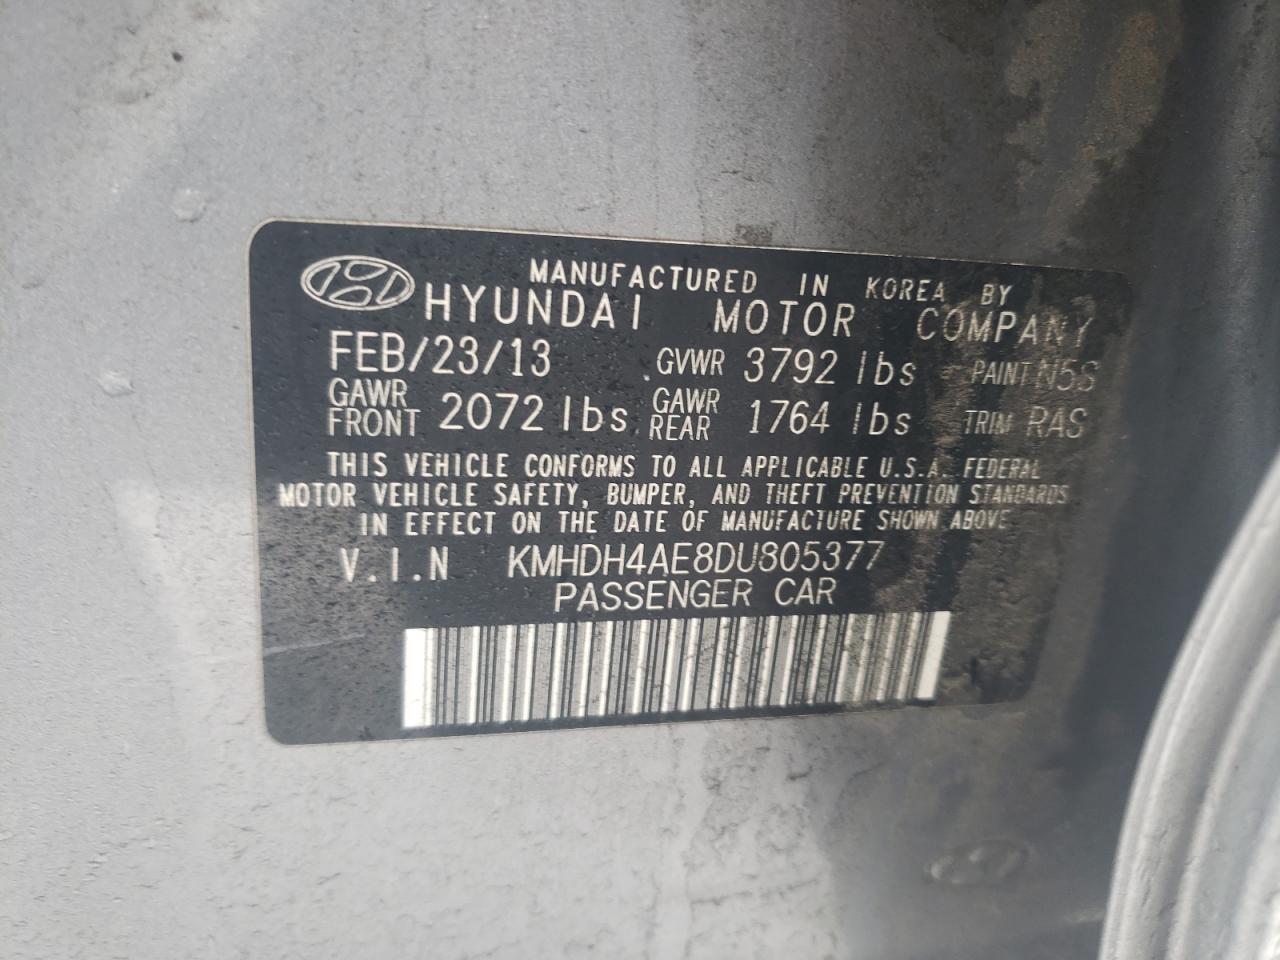 MANUFACTURED IN KOREA BY
HYUNDAI MOTOR COMPANY
FEB/23/13 GVWR 3792 lbs PAINT N5S
GAWR FRONT 2072 lbs GAWR REAR 1764 lbs TRIM RAS
THIS VEHICLE CONFORMS TO ALL APPLICABLE U.S.A. FEDERAL
MOTOR VEHICLE SAFETY, BUMPER, AND THEFT PREVENTION STANDARDS
IN EFFECT ON THE DATE OF MANUFACTURE SHOWN ABOVE
V.I.N KMHDH4AE8DU805377
PASSENGER CAR